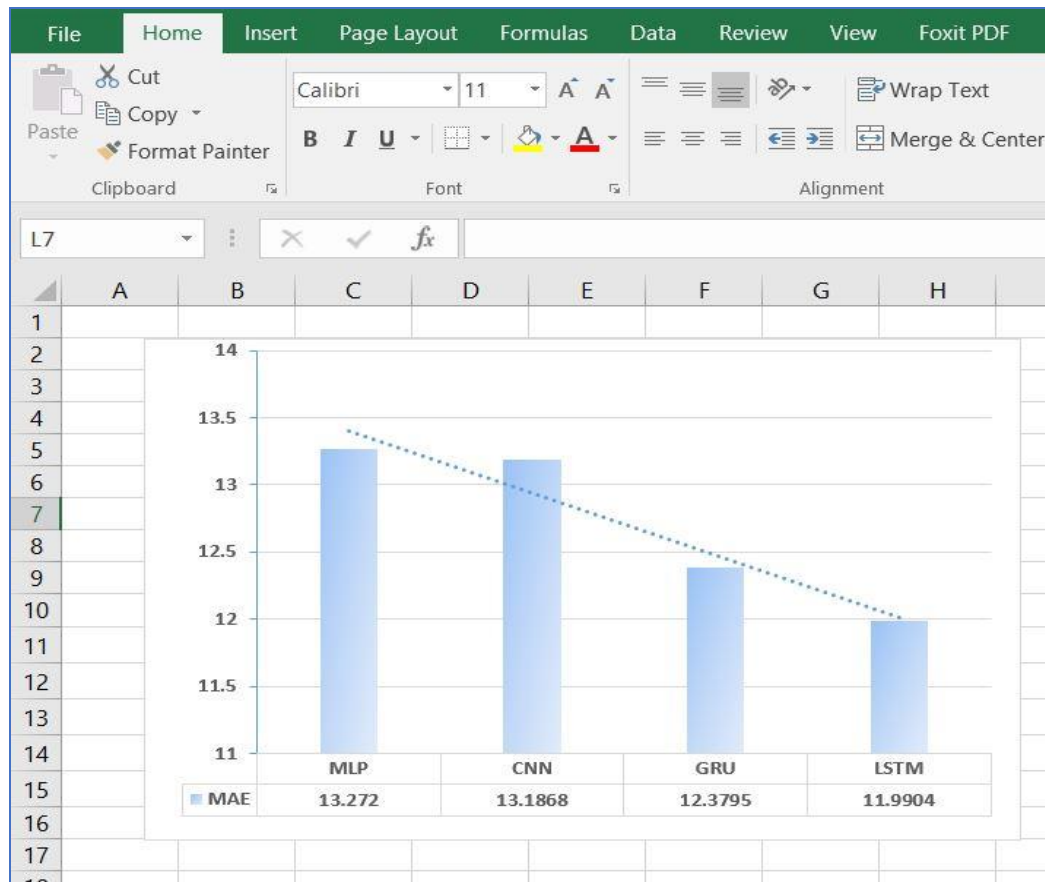 File Home Insert Page Layout Formulas Data Review View Foxit PDF
Cut
Copy
Paste
Format Painter
Clipboard
Calibri 11 A A
B I U A
Font
Wrap Text
Merge & Center
Alignment
L7 fx
A B C D E F G H
1
2
3
4
5
6
7
8
9
10
11
12
13
14
15
16
17
14
13.5
13
12.5
12
11.5
11
MLP CNN GRU LSTM
MAE 13.272 13.1868 12.3795 11.9904